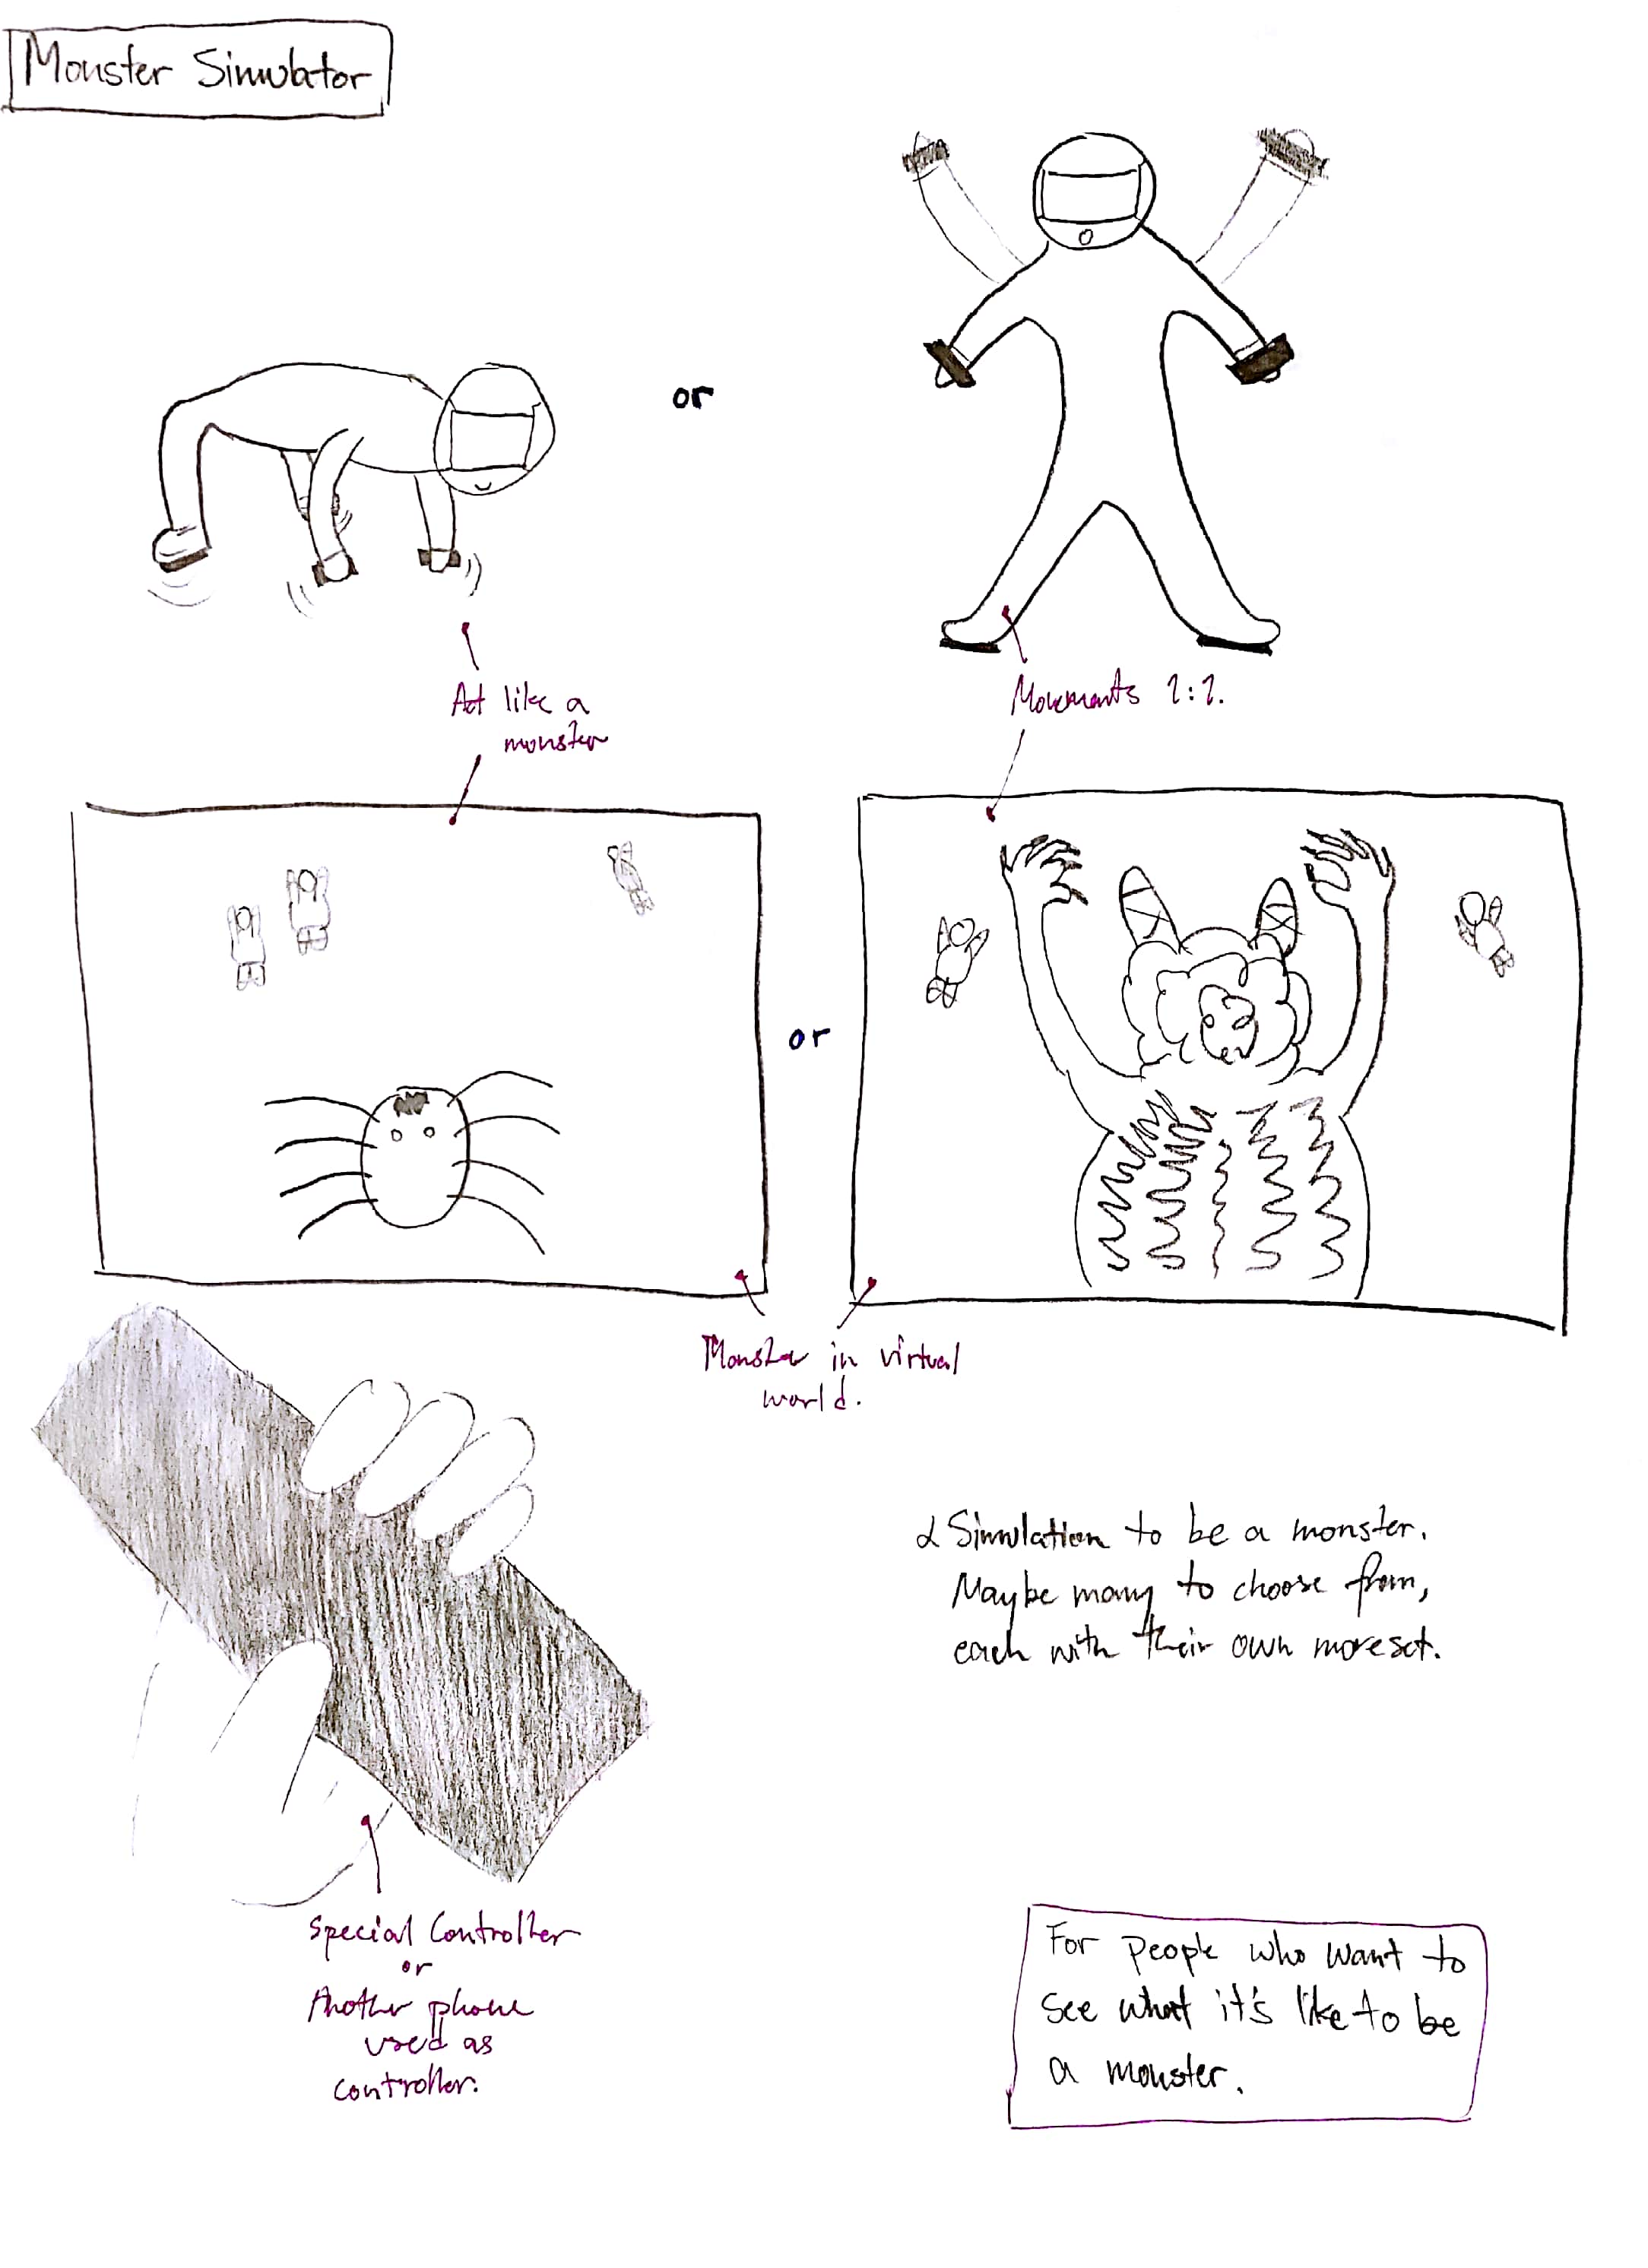 Monster Simulator
or
Act like a
monster
Movements 1:1.
or
Monster in virtual
world.
Simulation to be a monster.
Maybe many to choose from,
each with their own moveset.
Special Controller
or
Another phone
used as
controller.
For people who want to
see what it's like to be
a monster.